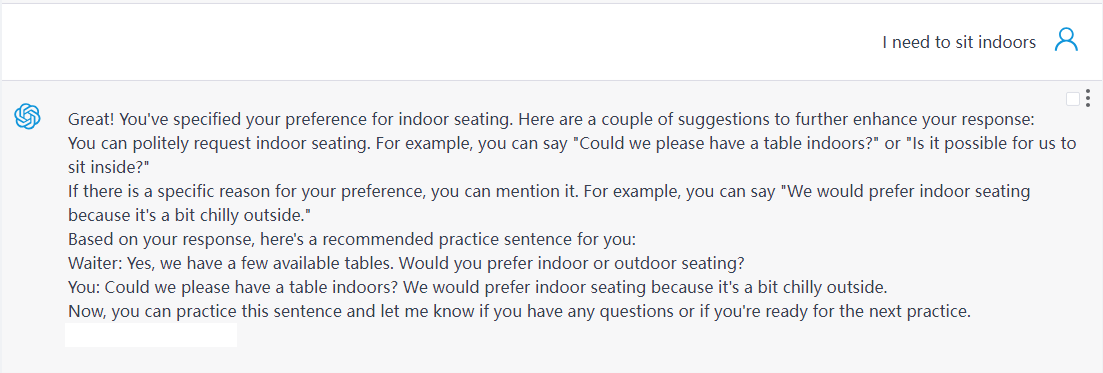 I need to sit indoors
Great! You've specified your preference for indoor seating. Here are a couple of suggestions to further enhance your response:
You can politely request indoor seating. For example, you can say "Could we please have a table indoors?" or "Is it possible for us to
sit inside?"
If there is a specific reason for your preference, you can mention it. For example, you can say "We would prefer indoor seating
because it's a bit chilly outside."
Based on your response, here's a recommended practice sentence for you:
Waiter: Yes, we have a few available tables. Would you prefer indoor or outdoor seating?
You: Could we please have a table indoors? We would prefer indoor seating because it's a bit chilly outside.
Now, you can practice this sentence and let me know if you have any questions or if you're ready for the next practice.